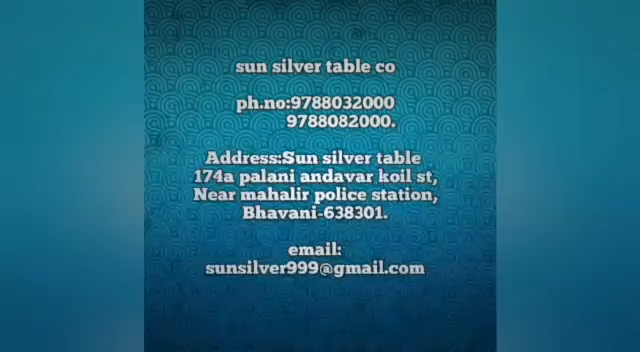 sun silver table co
ph.no:9788032000
9788082000.
Address:Sun silver table
174a palani andavar koil st,
Near mahalir police station,
Bhavani-638301.
email:
sunsilver999@gmail.com